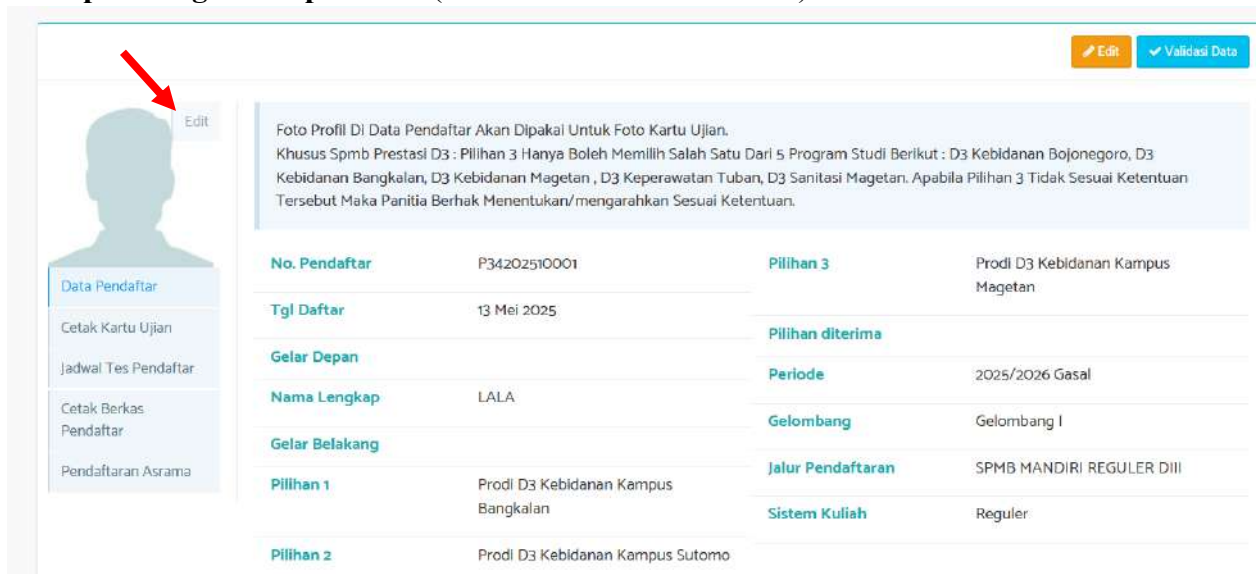 Edit
Validasi Data
Edit
Foto Profil Di Data Pendaftar Akan Dipakai Untuk Foto Kartu Ujian.
Khusus Spmb Prestasi D3 : Pilihan 3 Hanya Boleh Memilih Salah Satu Dari 5 Program Studi Berikut : D3 Kebidanan Bojonegoro, D3
Kebidanan Bangkalan, D3 Kebidanan Magetan , D3 Keperawatan Tuban, D3 Sanitasi Magetan. Apabila Pilihan 3 Tidak Sesuai Ketentuan
Tersebut Maka Panitia Berhak Menentukan/mengarahkan Sesuai Ketentuan.
Data Pendaftar
Cetak Kartu Ujian
Jadwal Tes Pendaftar
Cetak Berkas
Pendaftar
Pendaftaran Asrama
No. Pendaftar P34202510001
Tgl Daftar 13 Mei 2025
Gelar Depan
Nama Lengkap LALA
Gelar Belakang
Pilihan 1 Prodi D3 Kebidanan Kampus
Bangkalan
Pilihan 2 Prodi D3 Kebidanan Kampus Sutomo
Pilihan 3 Prodi D3 Kebidanan Kampus
Magetan
Pilihan diterima
Periode 2025/2026 Gasal
Gelombang Gelombang I
Jalur Pendaftaran SPMB MANDIRI REGULER DIII
Sistem Kuliah Reguler